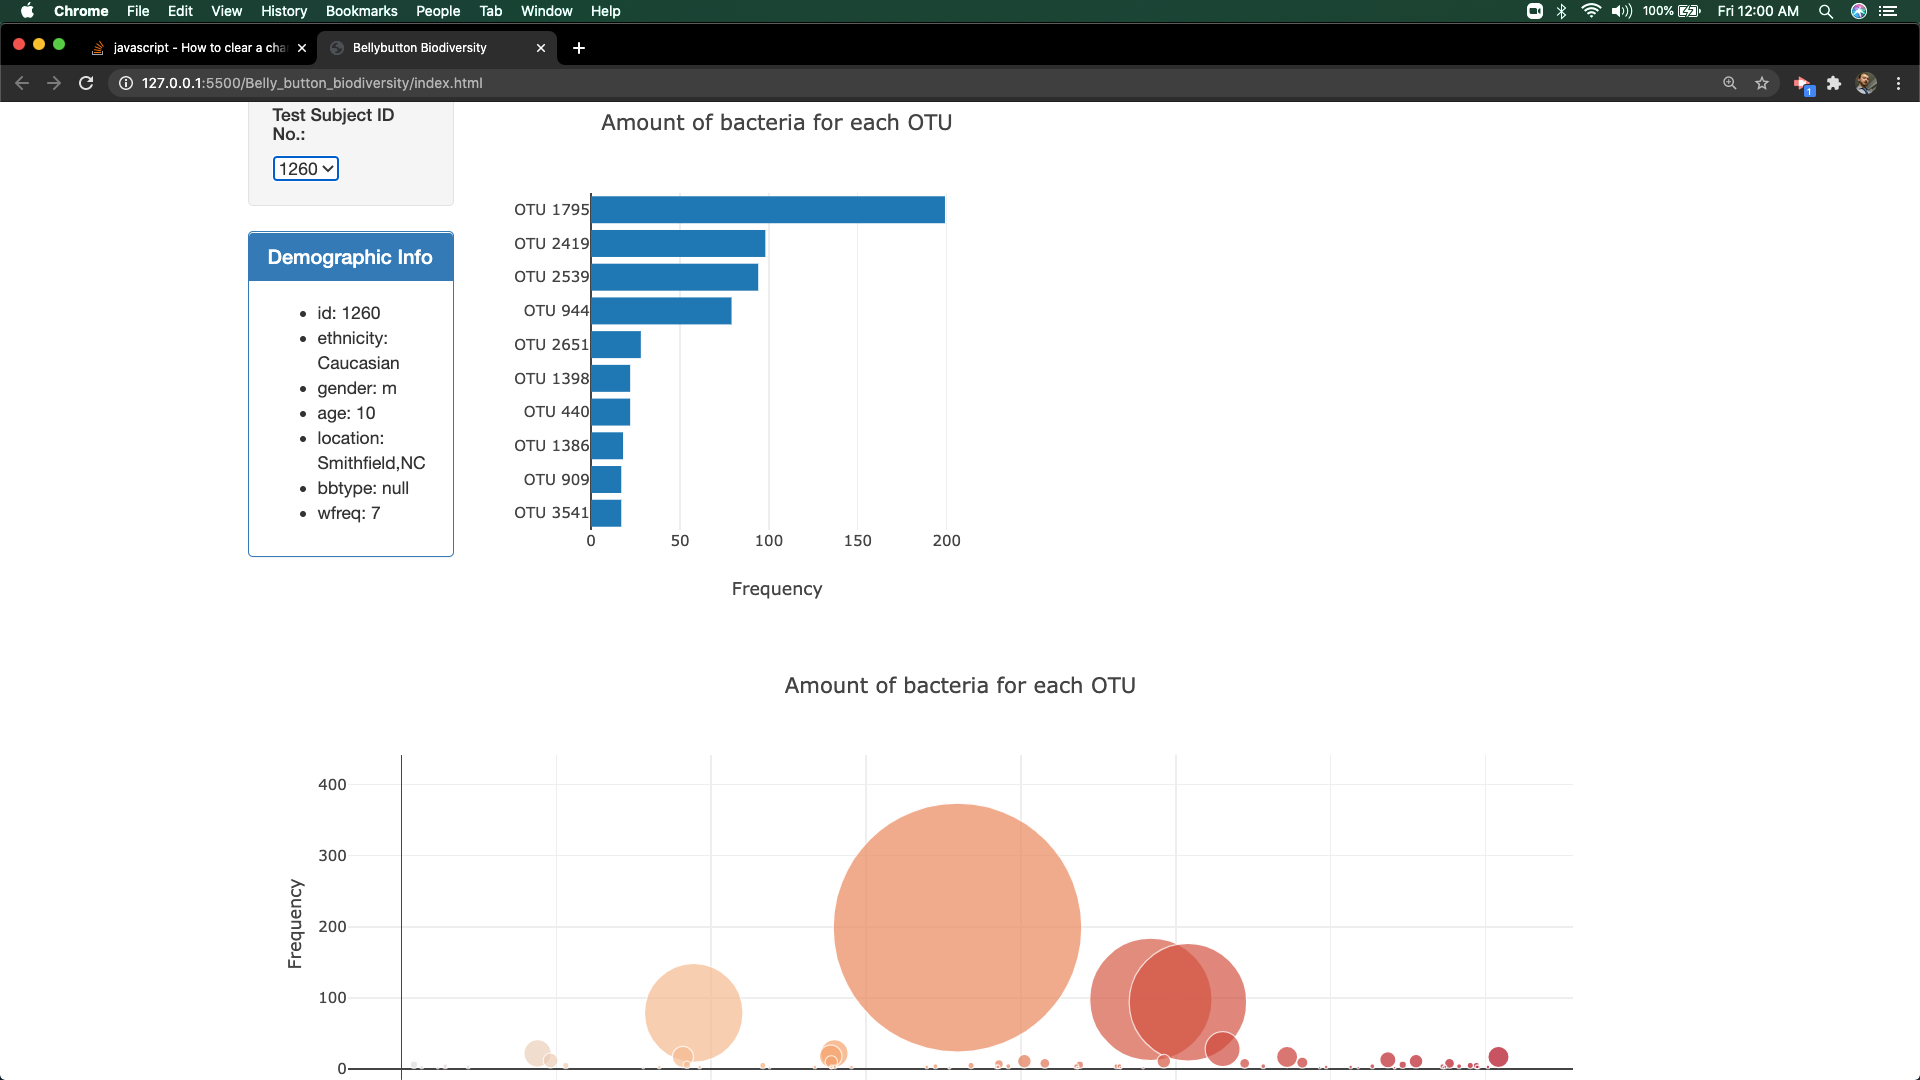 Chrome File Edit View History Bookmarks People Tab Window Help 100% Fri 12:00 AM
javascript - How to clear a cha Bellybutton Biodiversity
127.0.0.1:5500/Belly_button_biodiversity/index.html 1
Test Subject ID
No.:
1260
Demographic Info
id: 1260
ethnicity:
Caucasian
gender: m
age: 10
location:
Smithfield,NC
bbtype: null
wfreq: 7
Amount of bacteria for each OTU
OTU 1795
OTU 2419
OTU 2539
OTU 944
OTU 2651
OTU 1398
OTU 440
OTU 1386
OTU 909
OTU 3541
0 50 100 150 200
Frequency
Amount of bacteria for each OTU
400
300
200
100
0
Frequency